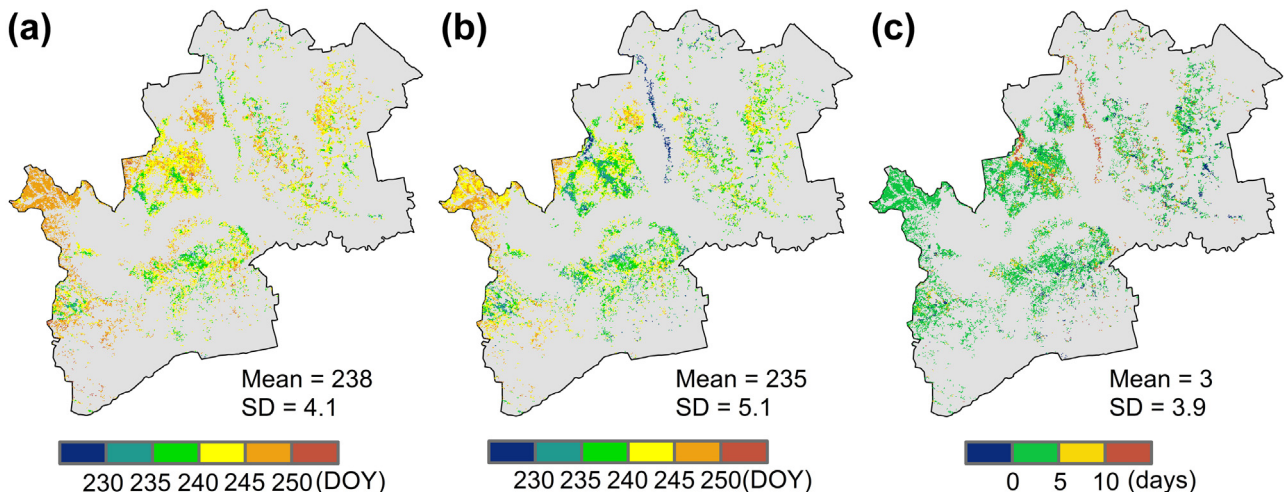 (a)
(b)
(c)
Mean = 238
SD = 4.1
Mean = 235
SD = 5.1
Mean = 3
SD = 3.9
230 235 240 245 250(DOY)
230 235 240 245 250(DOY)
0 5 10 (days)